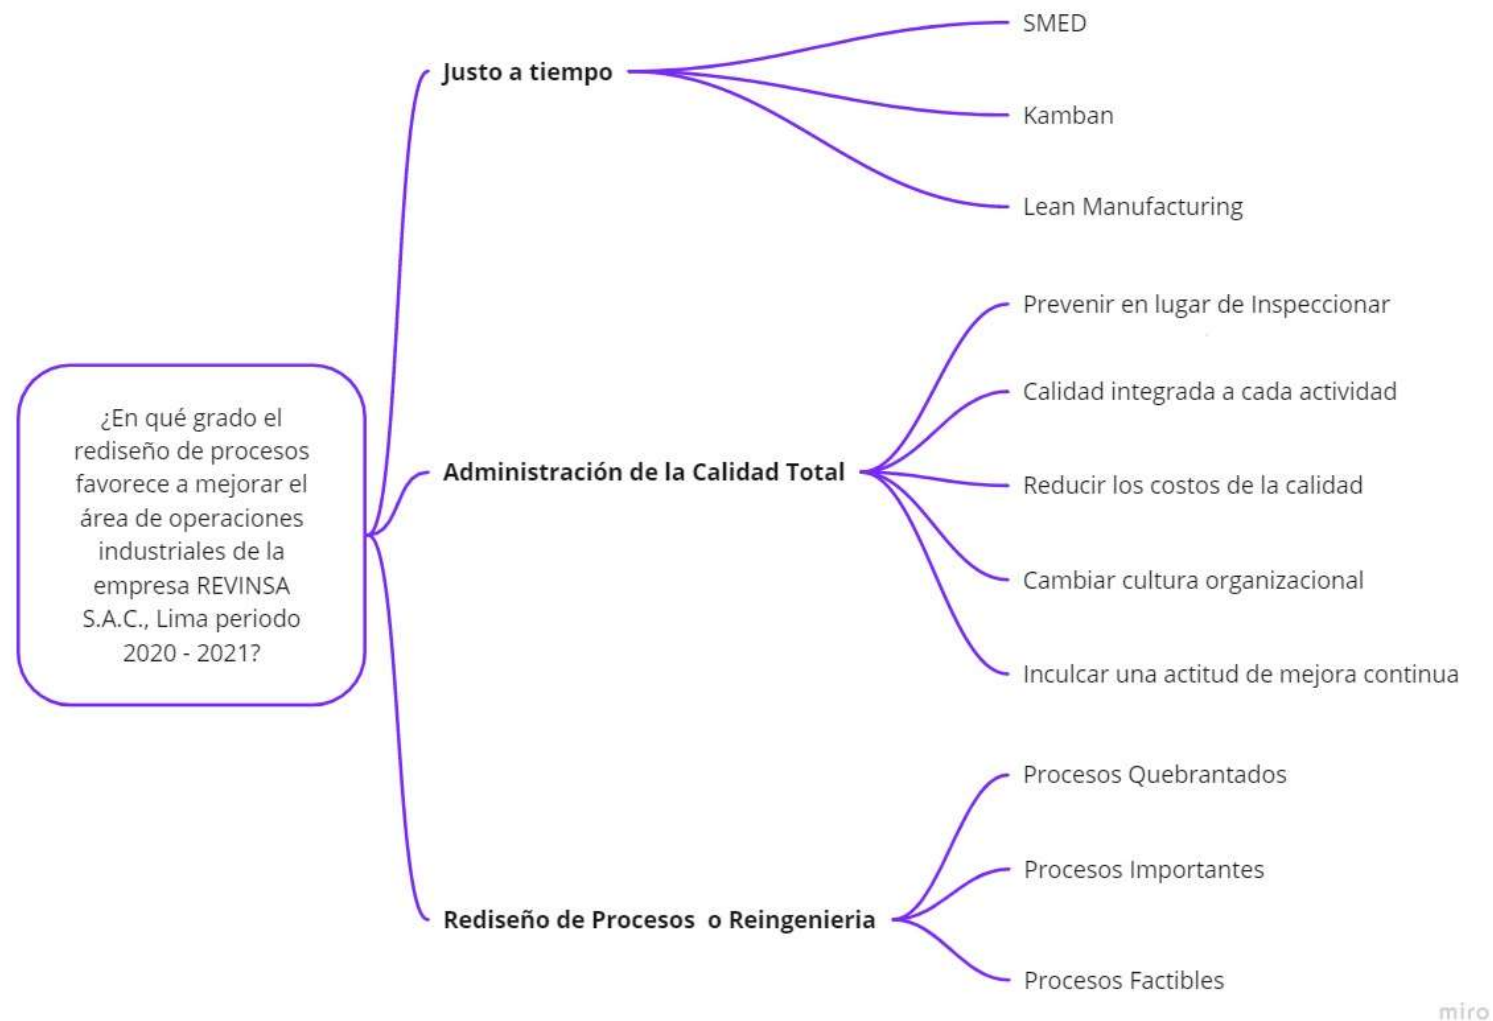 SMED
Justo a tiempo
Kamban
Lean Manufacturing
Prevenir en lugar de Inspeccionar
Calidad integrada a cada actividad
¿En qué grado el
rediseño de procesos
favorece a mejorar el
área de operaciones
industriales de la
empresa REVINSA
S.A.C., Lima periodo
2020 - 2021?
Administración de la Calidad Total
Reducir los costos de la calidad
Cambiar cultura organizacional
Inculcar una actitud de mejora continua
Procesos Quebrantados
Procesos Importantes
Rediseño de Procesos  o Reingenieria
Procesos Factibles
miro